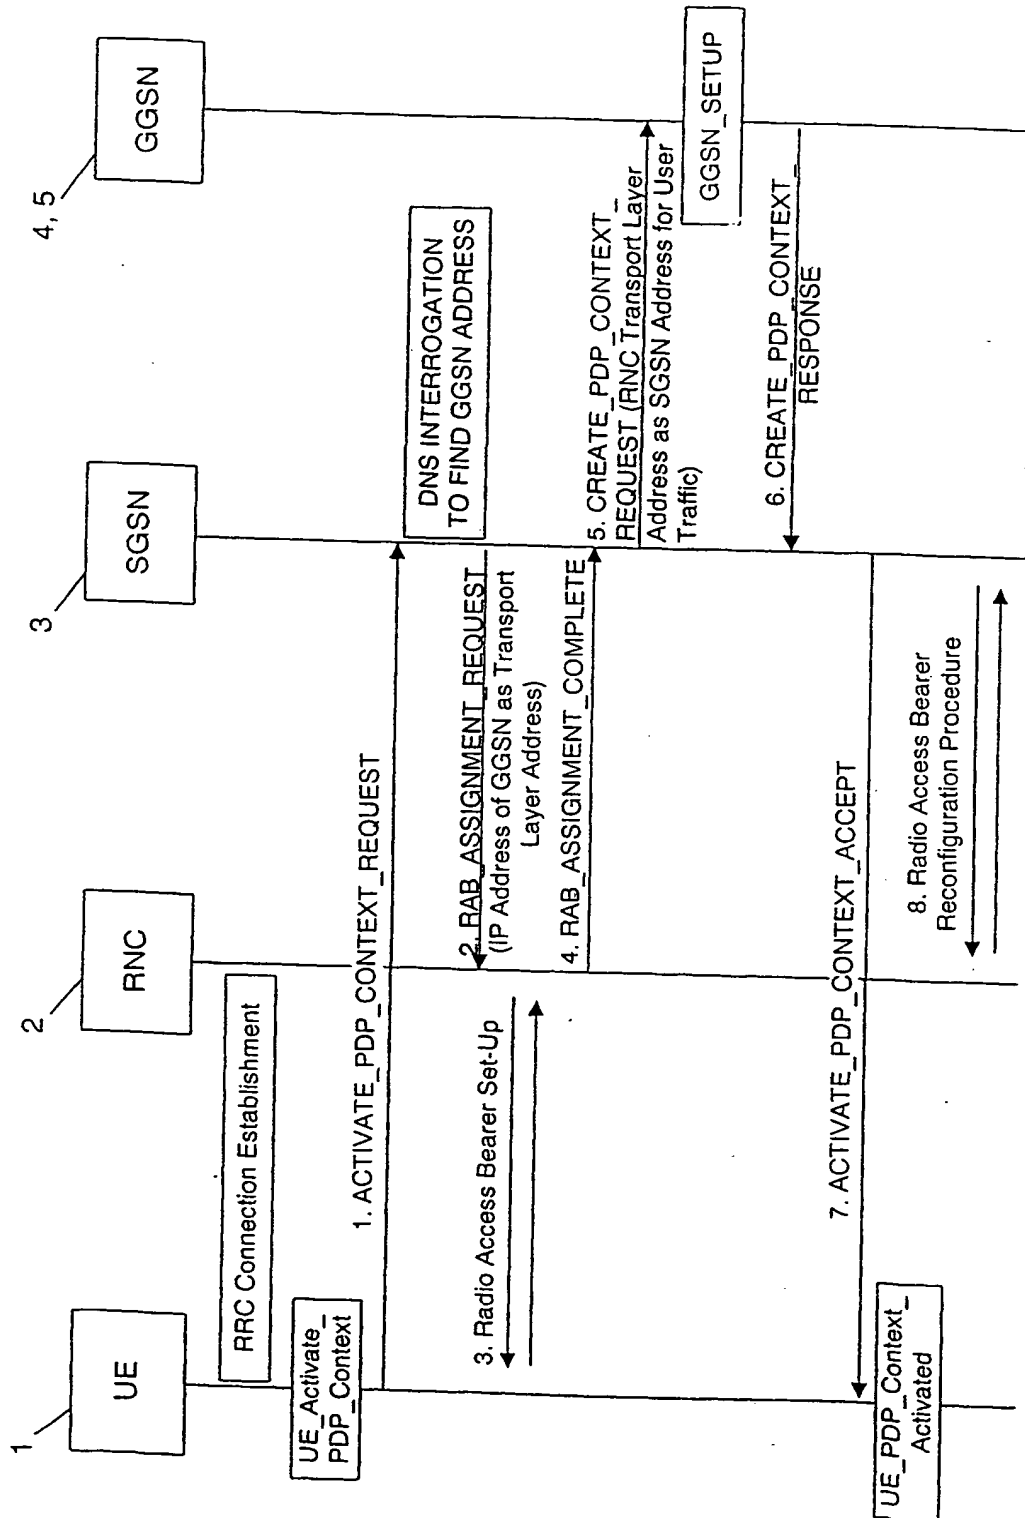 1
UE
2
RNC
3
SGSN
4, 5
GGSN
RRC Connection Establishment
UE_Activate_
PDP_Context
1. ACTIVATE_PDP_CONTEXT_REQUEST
DNS INTERROGATION
TO FIND GGSN ADDRESS
2. RAB_ASSIGNMENT_REQUEST
(IP Address of GGSN as Transport
Layer Address)
3. Radio Access Bearer Set-Up
4. RAB_ASSIGNMENT_COMPLETE
5. CREATE_PDP_CONTEXT_
REQUEST (RNC Transport Layer
Address as SGSN Address for User
Traffic)
GGSN_SETUP
6. CREATE_PDP_CONTEXT_
RESPONSE
7. ACTIVATE_PDP_CONTEXT_ACCEPT
UE_PDP_Context_
Activated
8. Radio Access Bearer
Reconfiguration Procedure